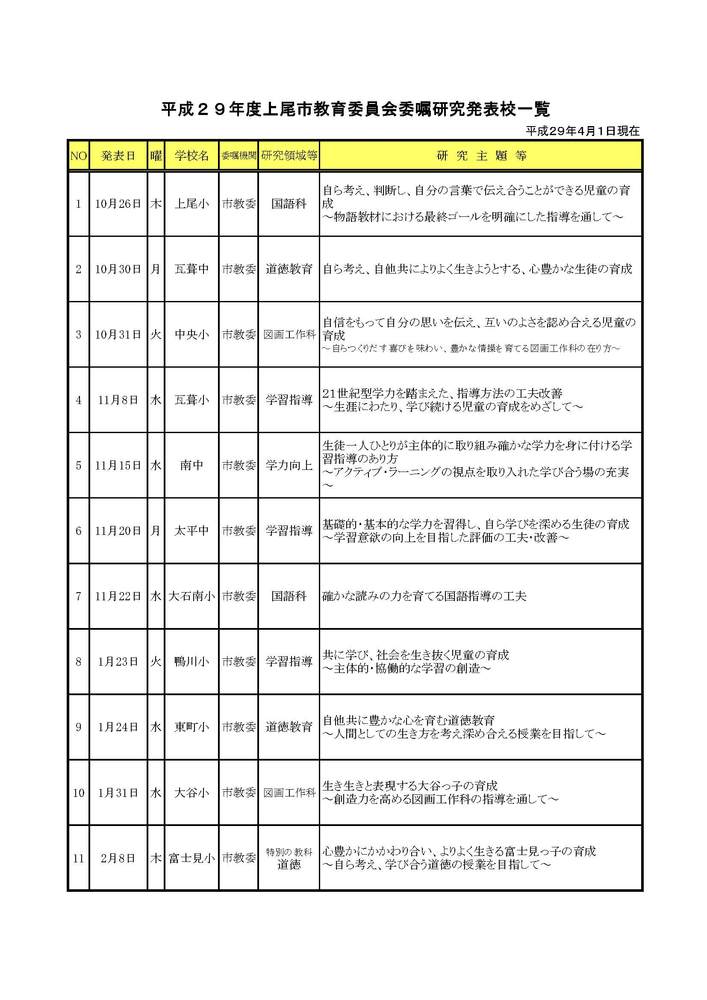 平成２９年度上尾市教育委員会委嘱研究発表校一覧
平成29年4月1日現在
NO 発表日 曜 学校名 委嘱機関 研究領域等 研 究 主 題 等
1 10月26日 木 上尾小 市教委 国語科 自ら考え、判断し、自分の言葉で伝え合うことができる児童の育
成
～物語教材における最終ゴールを明確にした指導を通して～
2 10月30日 月 瓦葺中 市教委 道徳教育 自ら考え、自他共によりよく生きようとする、心豊かな生徒の育成
3 10月31日 火 中央小 市教委 図画工作科 自信をもって自分の思いを伝え、互いのよさを認め合える児童の
育成
～自らつくりだす喜びを味わい、豊かな情操を育てる図画工作科の在り方～
4 11月8日 水 瓦葺小 市教委 学習指導 21世紀型学力を踏まえた、指導方法の工夫改善
～生涯にわたり、学び続ける児童の育成をめざして～
5 11月15日 水 南中 市教委 学力向上 生徒一人ひとりが主体的に取り組み確かな学力を身に付ける学
習指導のあり方
～アクティブ・ラーニングの視点を取り入れた学び合う場の充実
～
6 11月20日 月 太平中 市教委 学習指導 基礎的・基本的な学力を習得し、自ら学びを深める生徒の育成
～学習意欲の向上を目指した評価の工夫・改善～
7 11月22日 水 大石南小 市教委 国語科 確かな読みの力を育てる国語指導の工夫
8 1月23日 火 鴨川小 市教委 学習指導 共に学び、社会を生き抜く児童の育成
～主体的・協働的な学習の創造～
9 1月24日 水 東町小 市教委 道徳教育 自他共に豊かな心を育む道徳教育
～人間としての生き方を考え深め合える授業を目指して～
10 1月31日 水 大谷小 市教委 図画工作科 生き生きと表現する大谷っ子の育成
～創造力を高める図画工作科の指導を通して～
11 2月8日 木 富士見小 市教委 特別の教科 心豊かにかかわり合い、よりよく生きる富士見っ子の育成
道徳 ～自ら考え、学び合う道徳の授業を目指して～